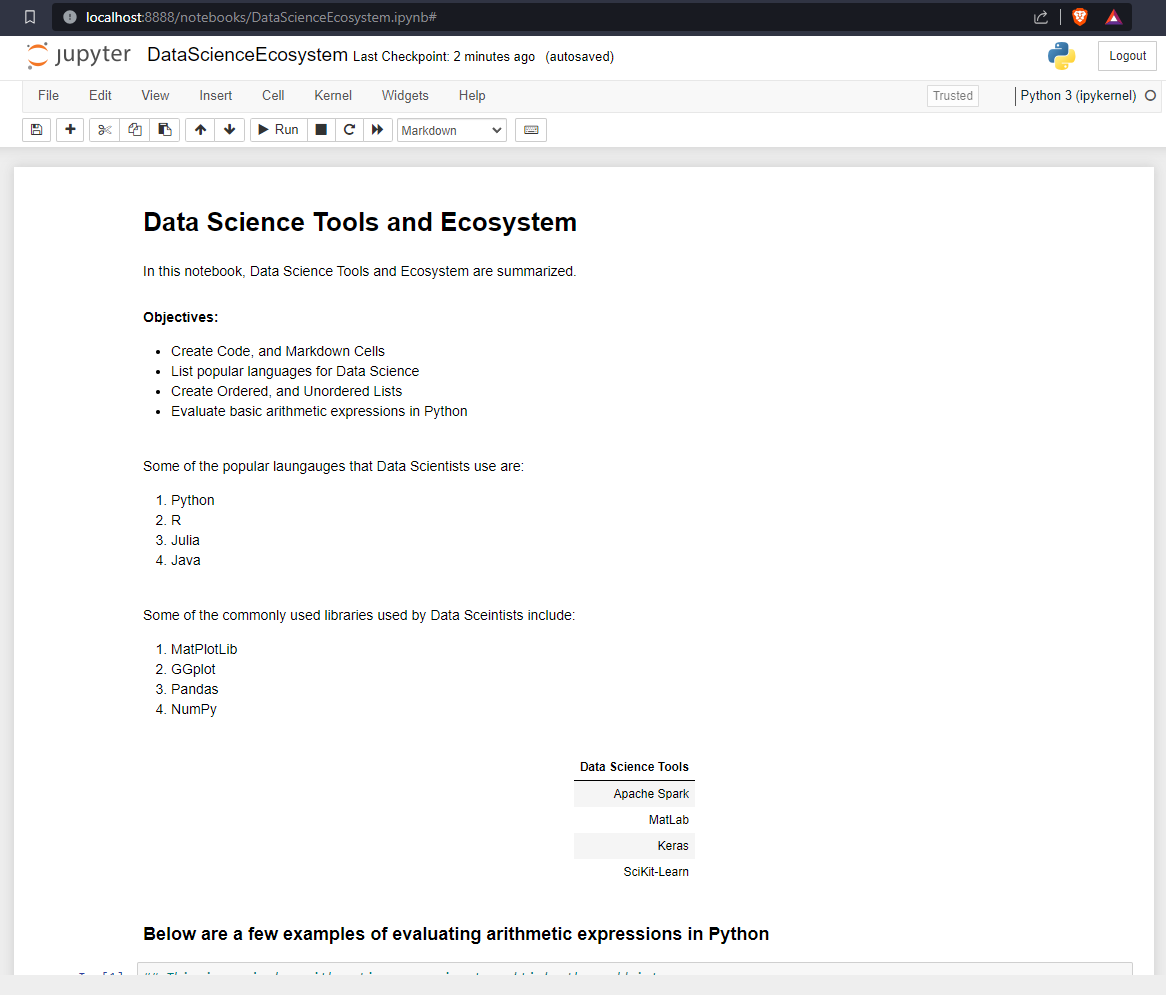 localhost:8888/notebooks/DataScienceEcosystem.ipynb#
jupyter DataScienceEcosystem Last Checkpoint: 2 minutes ago (autosaved) Logout
File Edit View Insert Cell Kernel Widgets Help Trusted Python 3 (ipykernel)
Run Markdown
Data Science Tools and Ecosystem
In this notebook, Data Science Tools and Ecosystem are summarized.
Objectives:
• Create Code, and Markdown Cells
• List popular languages for Data Science
• Create Ordered, and Unordered Lists
• Evaluate basic arithmetic expressions in Python
Some of the popular laungauges that Data Scientists use are:
1. Python
2. R
3. Julia
4. Java
Some of the commonly used libraries used by Data Sceintists include:
1. MatPlotLib
2. GGplot
3. Pandas
4. NumPy
Data Science Tools
Apache Spark
MatLab
Keras
SciKit-Learn
Below are a few examples of evaluating arithmetic expressions in Python